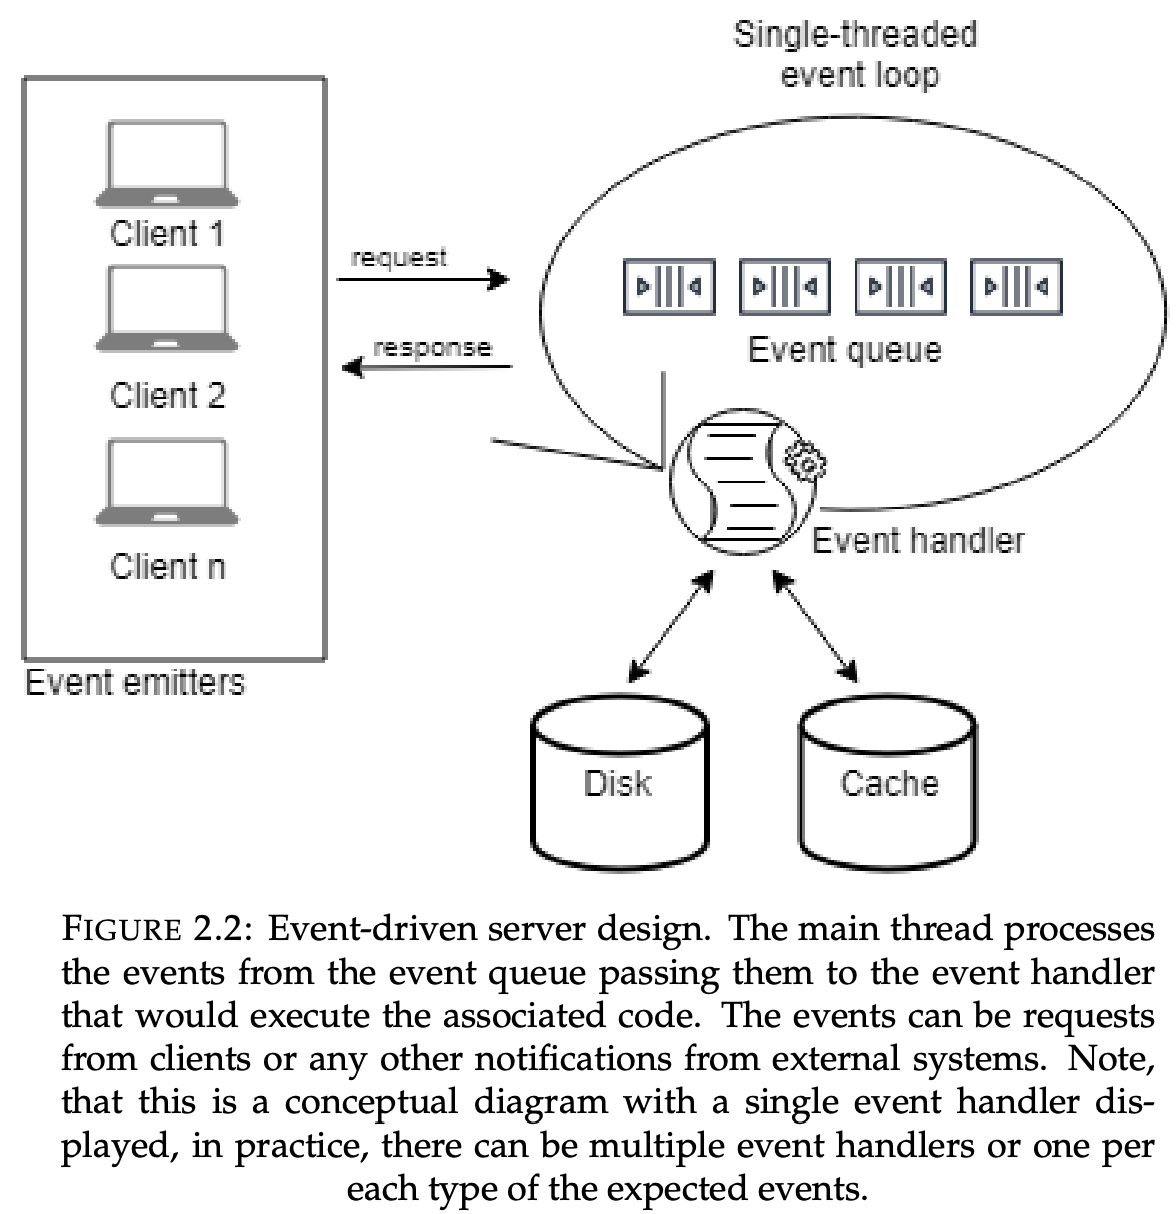 Single-threaded
event loop
Client 1
request
Client 2
response
Event queue
Client n
Event handler
Event emitters
Disk
Cache
FIGURE 2.2: Event-driven server design. The main thread processes
the events from the event queue passing them to the event handler
that would execute the associated code. The events can be requests
from clients or any other notifications from external systems. Note,
that this is a conceptual diagram with a single event handler dis-
played, in practice, there can be multiple event handlers or one per
each type of the expected events.